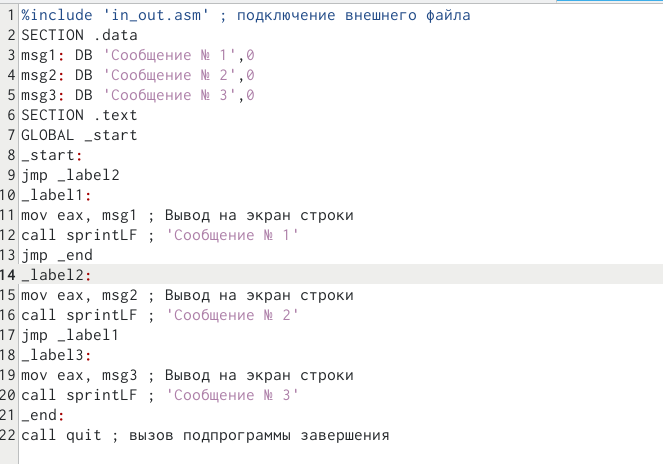 1 %include 'in_out.asm' ; подключение внешнего файла
2 SECTION .data
3 msg1: DB 'Сообщение № 1',0
4 msg2: DB 'Сообщение № 2',0
5 msg3: DB 'Сообщение № 3',0
6 SECTION .text
7 GLOBAL _start
8 _start:
9 jmp _label2
10 _label1:
11 mov eax, msg1 ; Вывод на экран строки
12 call sprintLF ; 'Сообщение № 1'
13 jmp _end
14 _label2:
15 mov eax, msg2 ; Вывод на экран строки
16 call sprintLF ; 'Сообщение № 2'
17 jmp _label1
18 _label3:
19 mov eax, msg3 ; Вывод на экран строки
20 call sprintLF ; 'Сообщение № 3'
21 _end:
22 call quit ; вызов подпрограммы завершения